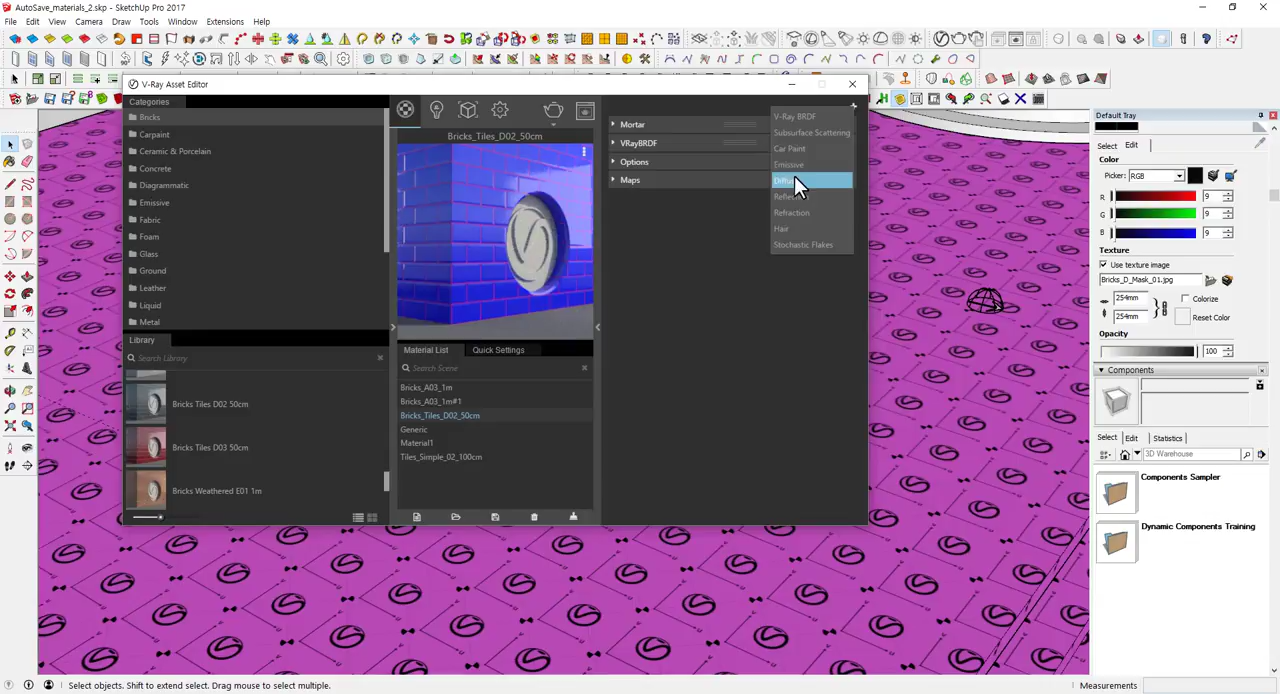 AutoSave_materials_2.skp - SketchUp Pro 2017
File Edit View Camera Draw Tools Window Extensions Help
V-Ray Asset Editor
Categories
Bricks
Carpaint
Ceramic & Porcelain
Concrete
Diagrammatic
Emissive
Fabric
Foam
Glass
Ground
Leather
Liquid
Metal
Library
Search Library
Bricks Tiles D02 50cm
Bricks Tiles D03 50cm
Bricks Weathered E01 1m
Bricks_Tiles_D02_50cm
Material List Quick Settings
Search Scene
Bricks_A03_1m
Bricks_A03_1m#1
Bricks_Tiles_D02_50cm
Generic
Material1
Tiles_Simple_02_100cm
Mortar
VRayBRDF
Options
Maps
V-Ray BRDF
Subsurface Scattering
Car Paint
Emissive
Refraction
Hair
Stochastic Flakes
Default Tray
Select Edit
Color
Picker: RGB
R 9
G 9
B 9
Texture
Use texture image
Bricks_D_Mask_01.jpg
254mm Colorize
254mm Reset Color
Opacity
100
Components
Select Edit Statistics
3D Warehouse
Components Sampler
Dynamic Components Training
Select objects. Shift to extend select. Drag mouse to select multiple.
Measurements